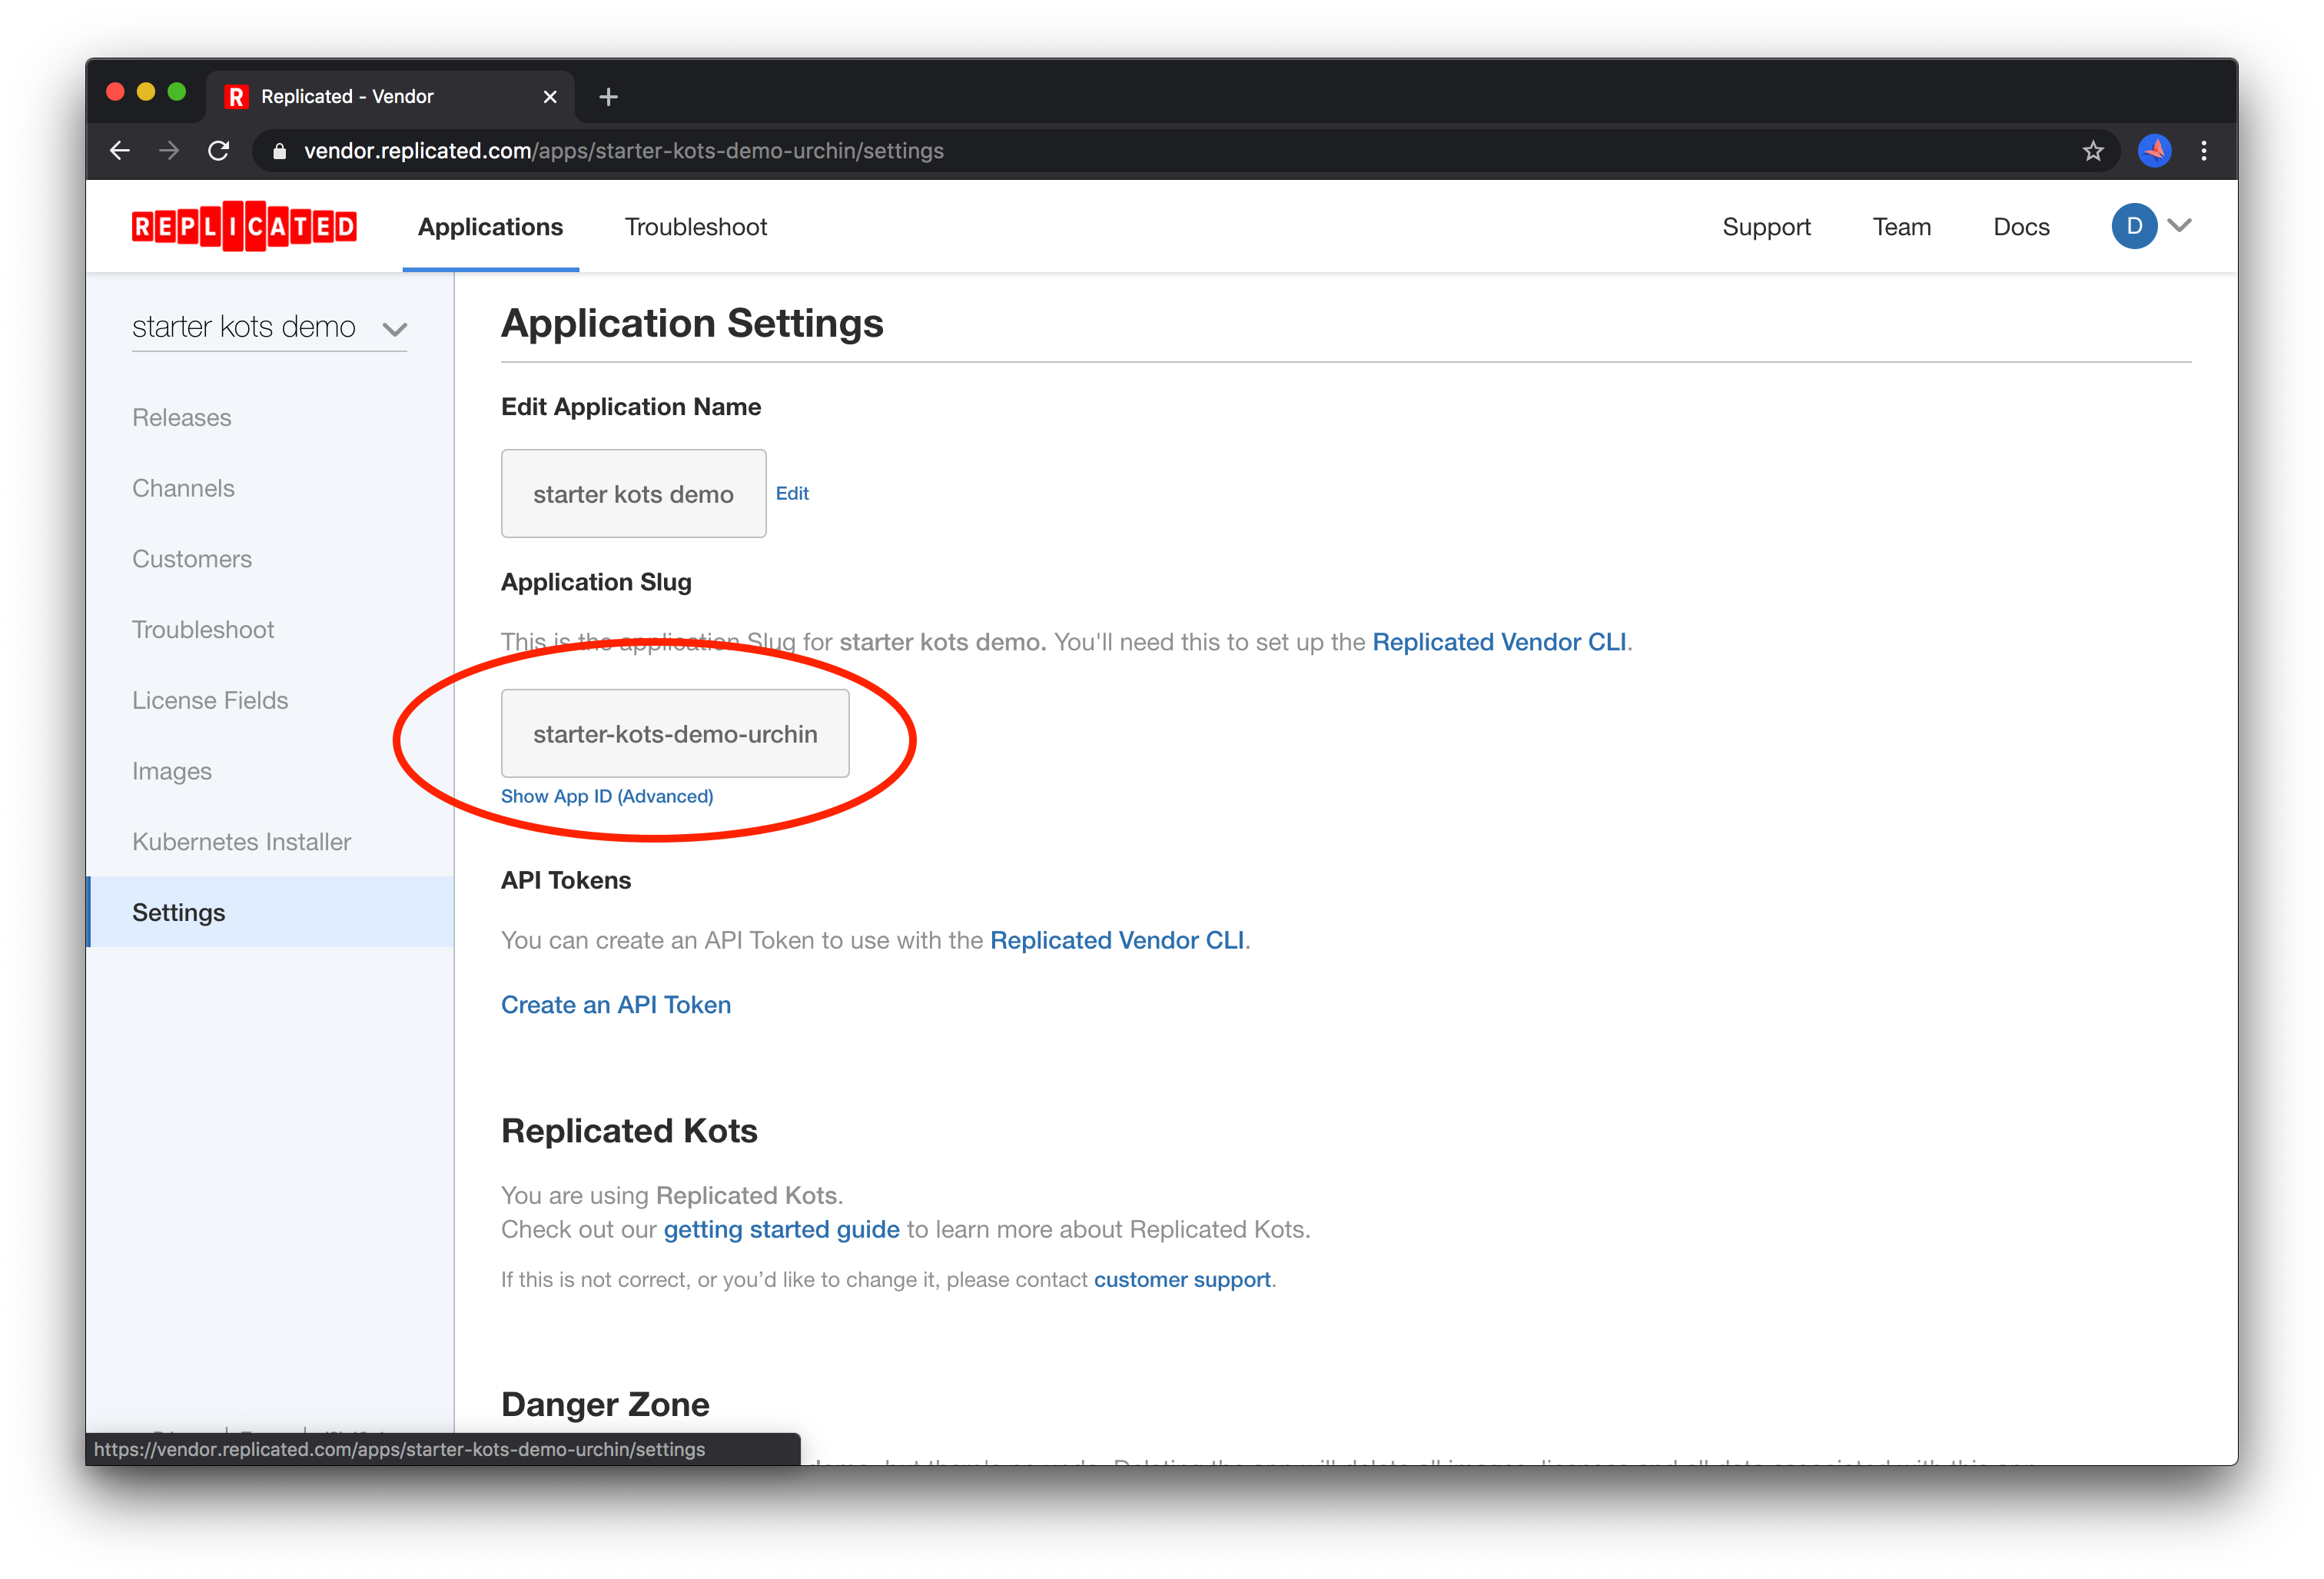 R Replicated - Vendor
vendor.replicated.com/apps/starter-kots-demo-urchin/settings
REPLICATED Applications Troubleshoot Support Team Docs D
starter kots demo
Releases
Channels
Customers
Troubleshoot
License Fields
Images
Kubernetes Installer
Settings
Application Settings
Edit Application Name
starter kots demo Edit
Application Slug
This is the application Slug for starter kots demo. You'll need this to set up the Replicated Vendor CLI.
starter-kots-demo-urchin
Show App ID (Advanced)
API Tokens
You can create an API Token to use with the Replicated Vendor CLI.
Create an API Token
Replicated Kots
You are using Replicated Kots.
Check out our getting started guide to learn more about Replicated Kots.
If this is not correct, or you’d like to change it, please contact customer support.
Danger Zone
https://vendor.replicated.com/apps/starter-kots-demo-urchin/settings